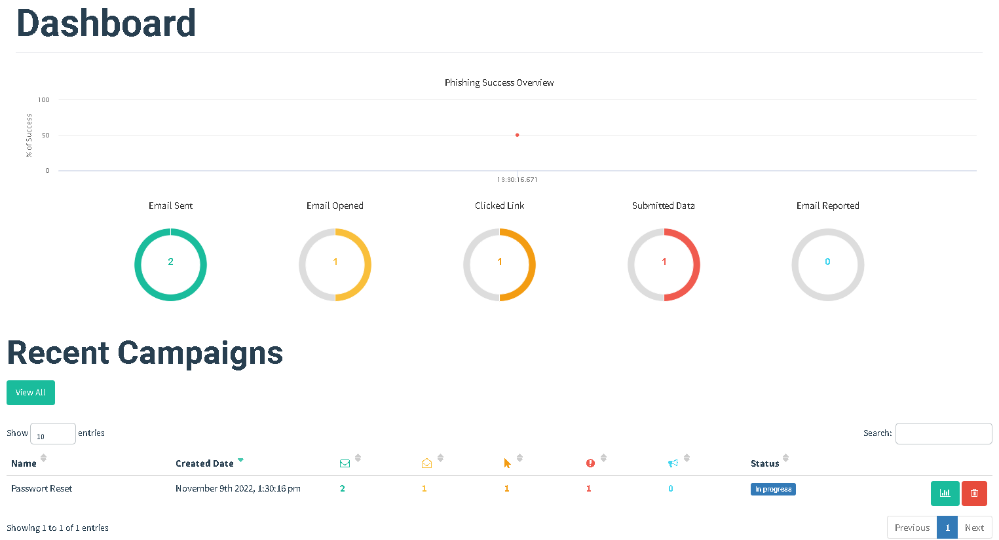 Dashboard
Phishing Success Overview
% of Success
100
50
0
13:30:16.671
Email Sent Email Opened Clicked Link Submitted Data Email Reported
2 1 1 1 0
Recent Campaigns
View All
Show 10 entries Search:
Name Created Date Status
Passwort Reset November 9th 2022, 1:30:16 pm 2 1 1 1 0 In progress
Showing 1 to 1 of 1 entries Previous 1 Next